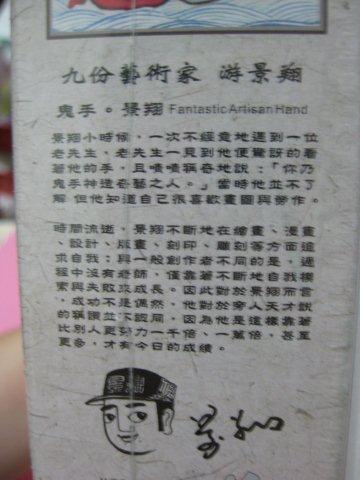 九份藝術家 游景翔
鬼手。景翔 Fantastic Artisan Hand
景翔小時候，一次不經意地遇到一位
老先生、老先生一見到他便驚訝的看
著他的手，且嘖嘖稱奇地說：「你乃
鬼手神造奇藝之人。」當時他並不了
解但他知道自己很喜歡畫圖與勞作。
時間流逝，景翔不斷地在繪畫、漫畫
、設計、版畫、刻印、雕刻等方面追
求自我；與一般創作者不同的是，過
程中沒有老師，僅靠著不斷地自我摸
索與失敗來成長。因此對於景翔而言
，成功不是偶然，他對於旁人天才說
的稱讚並不認同，因為他是這樣靠著
比別人更努力一千倍、一萬倍，甚至
更多，才有今日的成績。
景翔